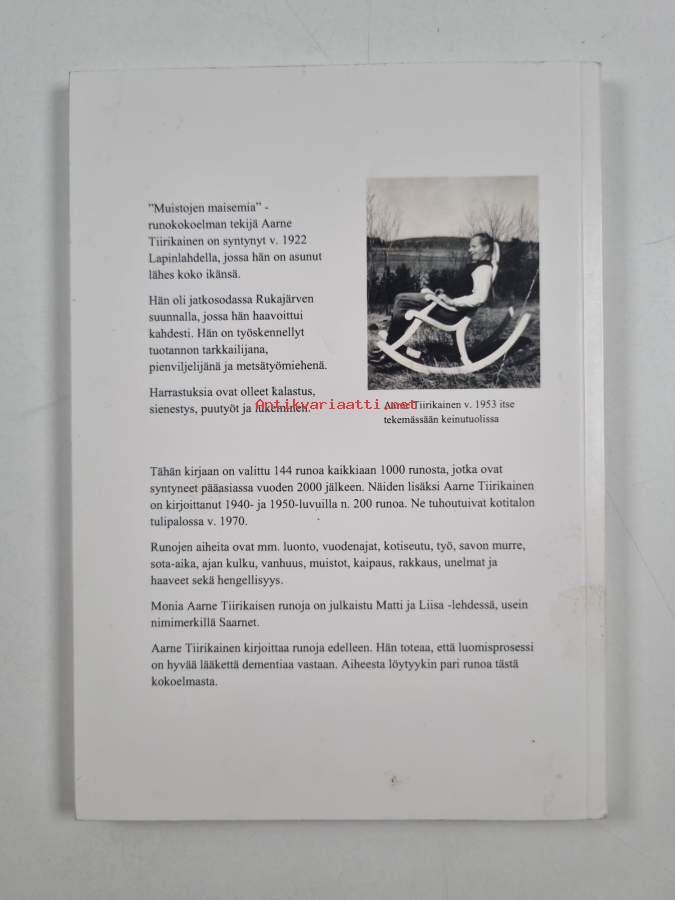 "Muistojen maisemia" -
runokokoelman tekijä Aarne
Tiirikainen on syntynyt v. 1922
Lapinlahdella, jossa hän on asunut
lähes koko ikänsä.
Hän oli jatkosodassa Rukajärven
suunnalla, jossa hän haavoittui
kahdesti. Hän on työskennellyt
tuotannon tarkkailijana,
pienviljelijänä ja metsätyömiehenä.
Harrastuksia ovat olleet kalastus,
sienestys, puutyöt ja lukeminen.
Antikvariaatti.net
Aarne Tiirikainen v. 1953 itse
tekemässään keinutuolissa
Tähän kirjaan on valittu 144 runoa kaikkiaan 1000 runosta, jotka ovat
syntyneet pääasiassa vuoden 2000 jälkeen. Näiden lisäksi Aarne Tiirikainen
on kirjoittanut 1940- ja 1950-luvuilla n. 200 runoa. Ne tuhoutuivat kotitalon
tulipalossa v. 1970.
Runojen aiheita ovat mm. luonto, vuodenajat, kotiseutu, työ, savon murre,
sota-aika, ajan kulku, vanhuus, muistot, kaipaus, rakkaus, unelmat ja
haaveet sekä hengellisyys.
Monia Aarne Tiirikaisen runoja on julkaistu Matti ja Liisa -lehdessä, usein
nimimerkillä Saarnet.
Aarne Tiirikainen kirjoittaa runoja edelleen. Hän toteaa, että luomisprosessi
on hyvää lääkettä dementiaa vastaan. Aiheesta löytyykin pari runoa tästä
kokoelmasta.